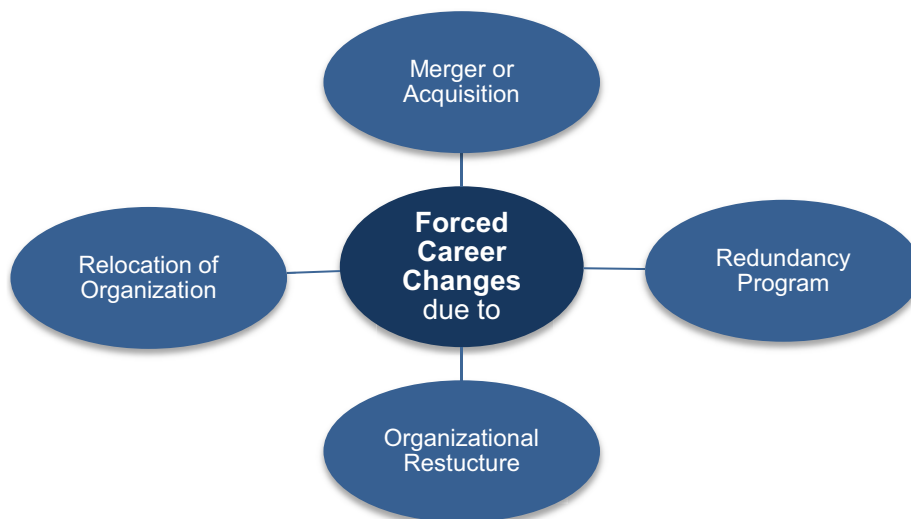 Merger or
Acquisition
Forced
Career
Changes
due to
Relocation of
Organization
Redundancy
Program
Organizational
Restucture